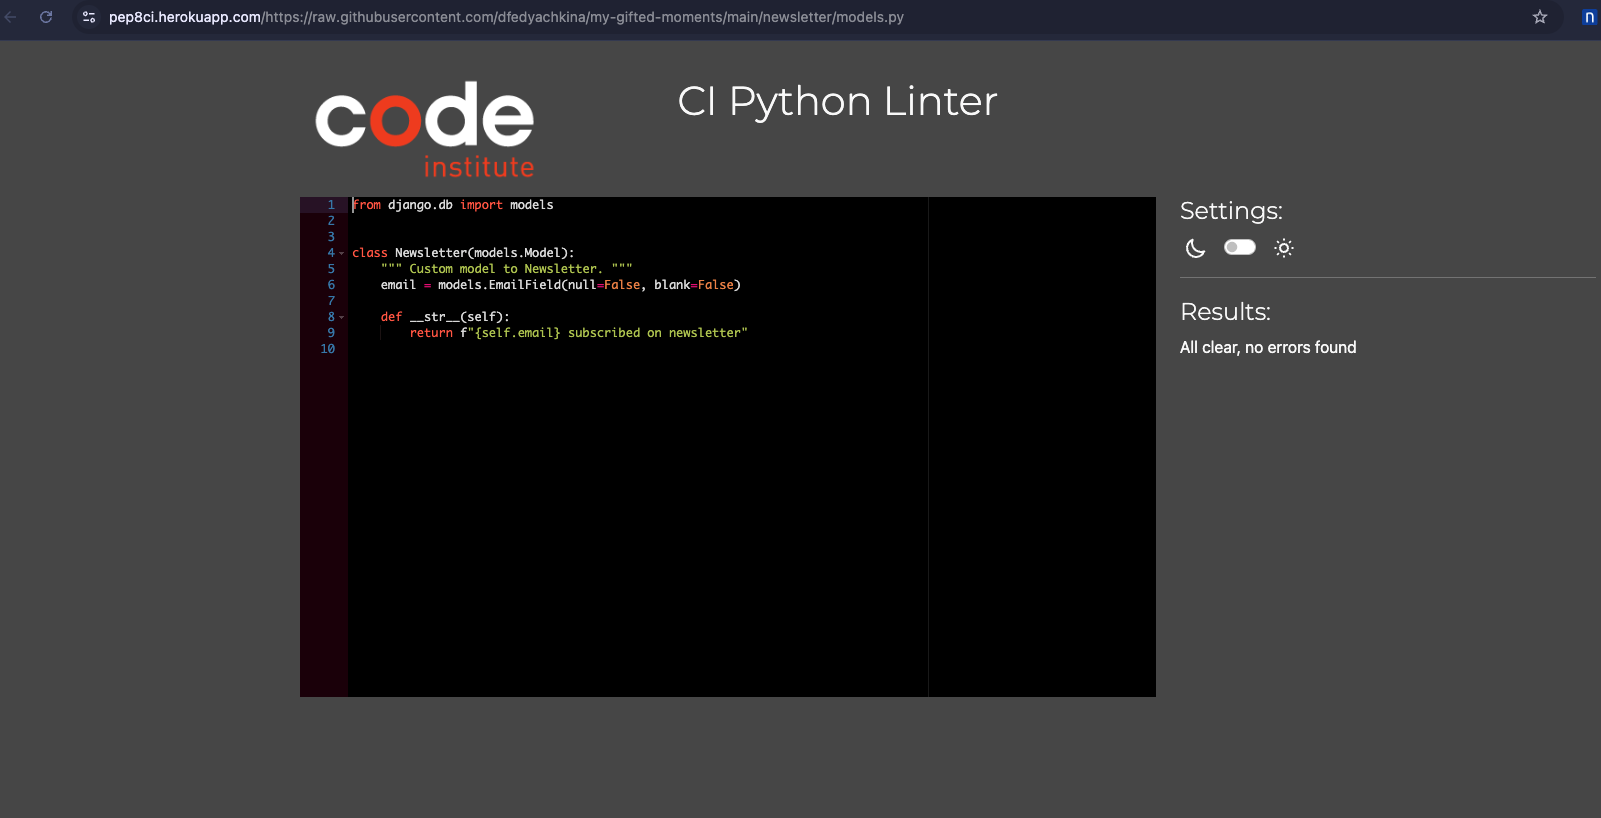 pep8ci.herokuapp.com/https://raw.githubusercontent.com/dfedyachkina/my-gifted-moments/main/newsletter/models.py
n
code
institute
CI Python Linter
1 from django.db import models
2
3
4 class Newsletter(models.Model):
5 """ Custom model to Newsletter. """
6 email = models.EmailField(null=False, blank=False)
7
8 def __str__(self):
9 return f"{self.email} subscribed on newsletter"
10
Settings:
Results:
All clear, no errors found